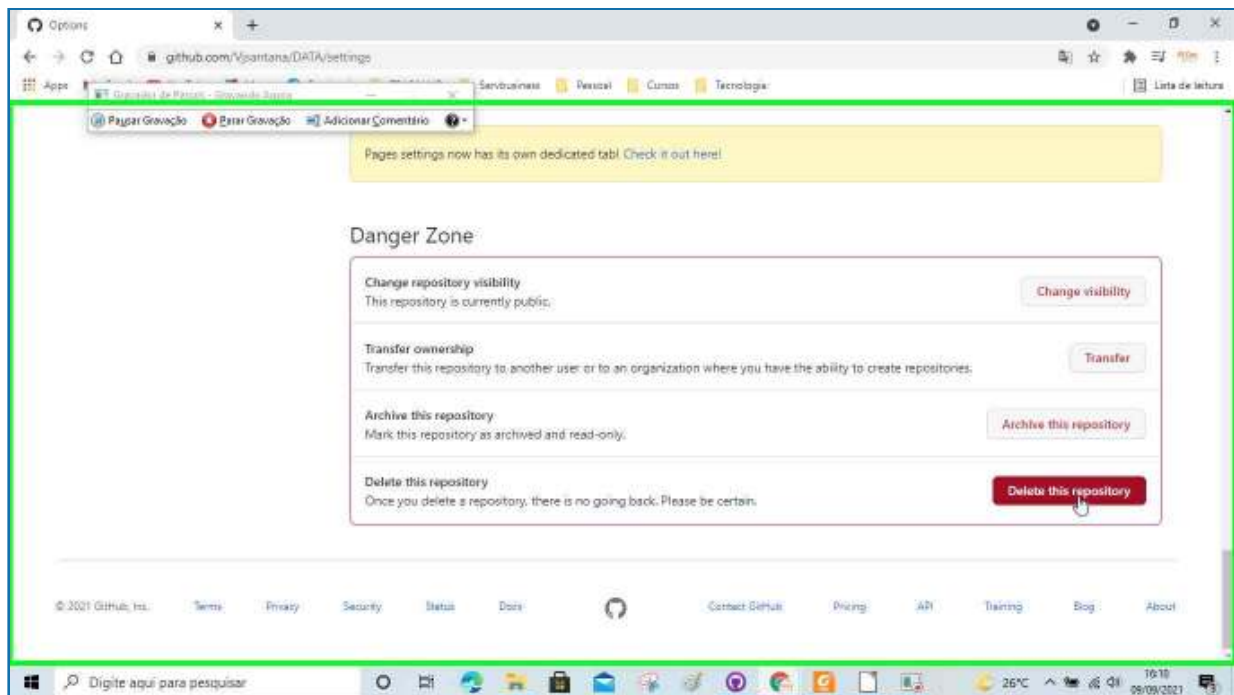 Options
github.com/Vjsantana/DATA/settings
Apps
Servbusiness
Pessoal
Cursos
Tecnologia
Lista de leitura
Gravador de Passos - Gravando Agora
Pausar Gravação
Parar Gravação
Adicionar Comentário
Pages settings now has its own dedicated tab! Check it out here!
Danger Zone
Change repository visibility
This repository is currently public.
Change visibility
Transfer ownership
Transfer this repository to another user or to an organization where you have the ability to create repositories.
Transfer
Archive this repository
Mark this repository as archived and read-only.
Archive this repository
Delete this repository
Once you delete a repository, there is no going back. Please be certain.
Delete this repository
© 2021 GitHub, Inc. Terms Privacy Security Status Docs Contact GitHub Pricing API Training Blog About
Digite aqui para pesquisar
26°C
16:10
09/09/2021